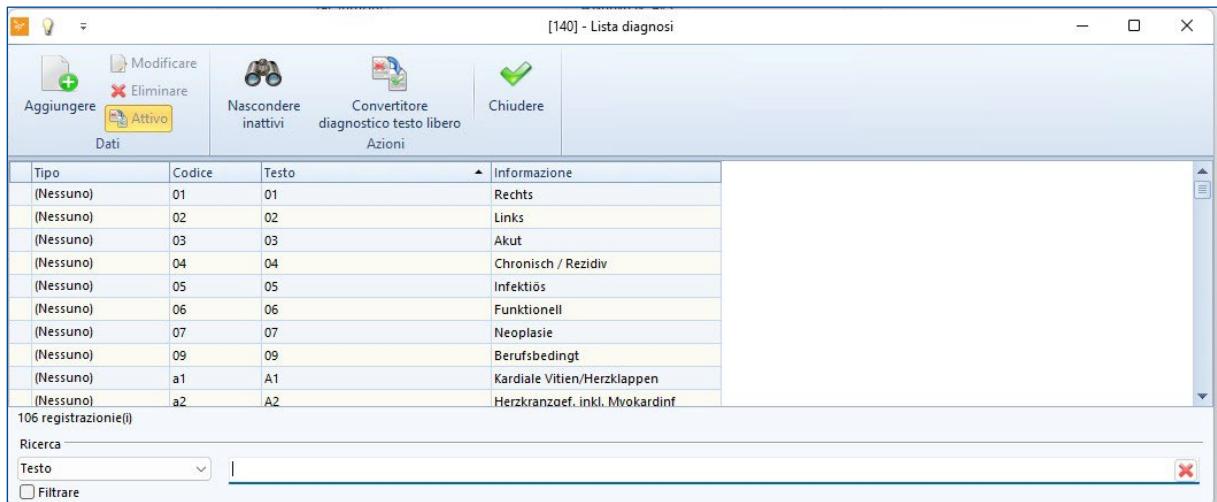 [140] - Lista diagnosi
Aggiungere
Modificare
Eliminare
Attivo
Dati
Nascondere
inattivi
Convertitore
diagnostico testo libero
Azioni
Chiudere
Tipo Codice Testo Informazione
(Nessuno) 01 01 Rechts
(Nessuno) 02 02 Links
(Nessuno) 03 03 Akut
(Nessuno) 04 04 Chronisch / Rezidiv
(Nessuno) 05 05 Infektiös
(Nessuno) 06 06 Funktionell
(Nessuno) 07 07 Neoplasie
(Nessuno) 09 09 Berufsbedingt
(Nessuno) a1 A1 Kardiale Vitien/Herzklappen
(Nessuno) a2 A2 Herzkranzgef. inkl. Myokardinf
106 registrazionie(i)
Ricerca
Testo
Filtrare